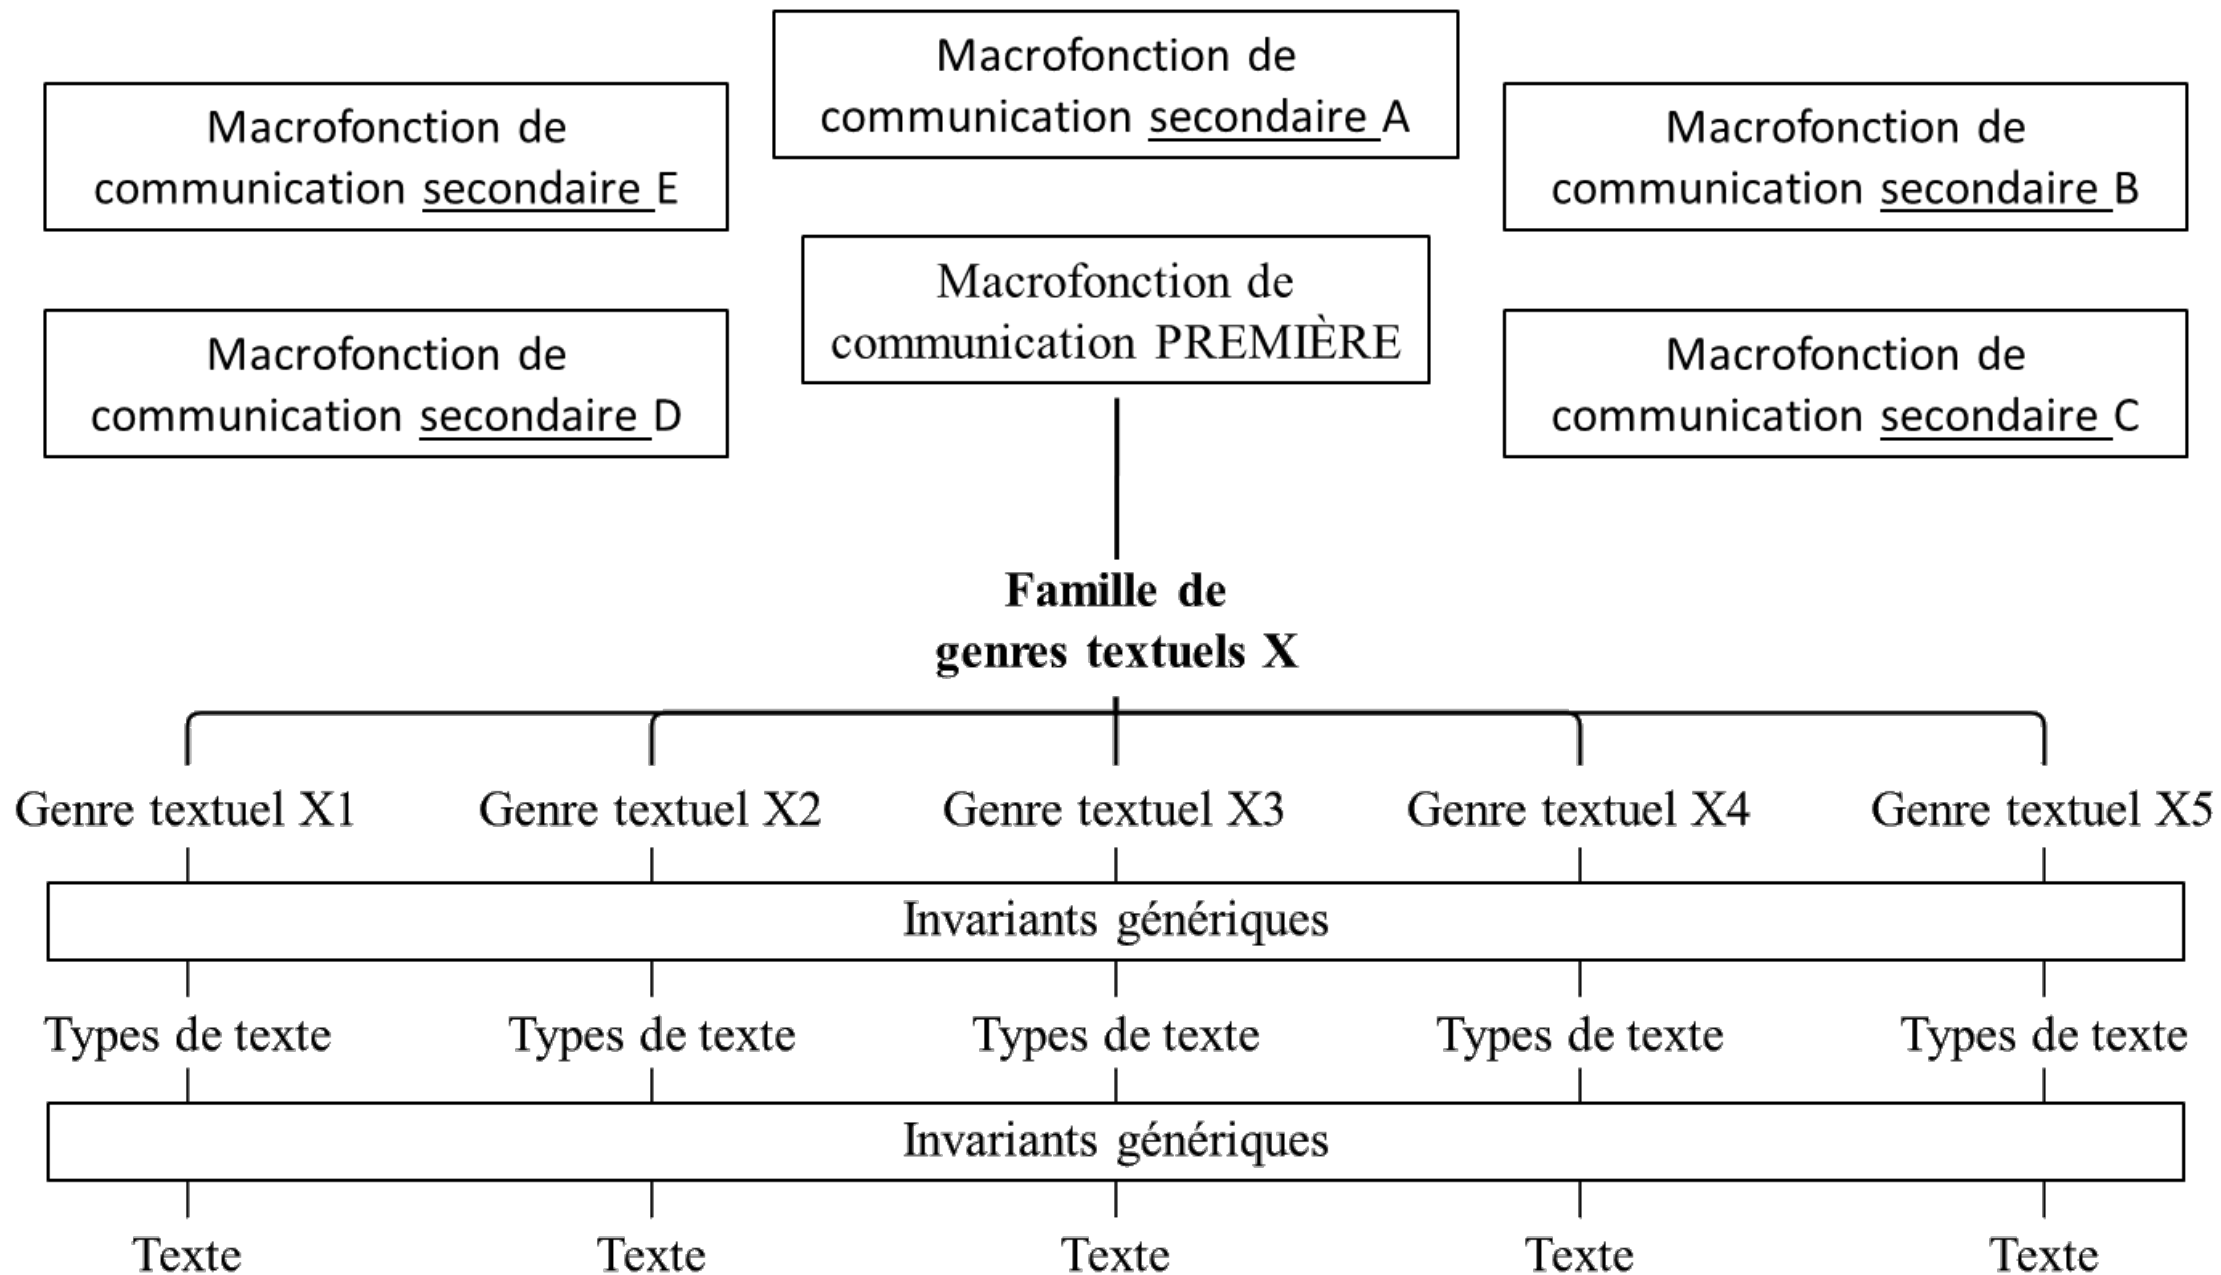 Macrofonction de
communication secondaire A
Macrofonction de
communication secondaire E
Macrofonction de
communication secondaire B
Macrofonction de
communication PREMIÈRE
Macrofonction de
communication secondaire D
Macrofonction de
communication secondaire C
Famille de
genres textuels X
Genre textuel X1
Genre textuel X2
Genre textuel X3
Genre textuel X4
Genre textuel X5
Invariants génériques
Types de texte
Types de texte
Types de texte
Types de texte
Types de texte
Invariants génériques
Texte
Texte
Texte
Texte
Texte